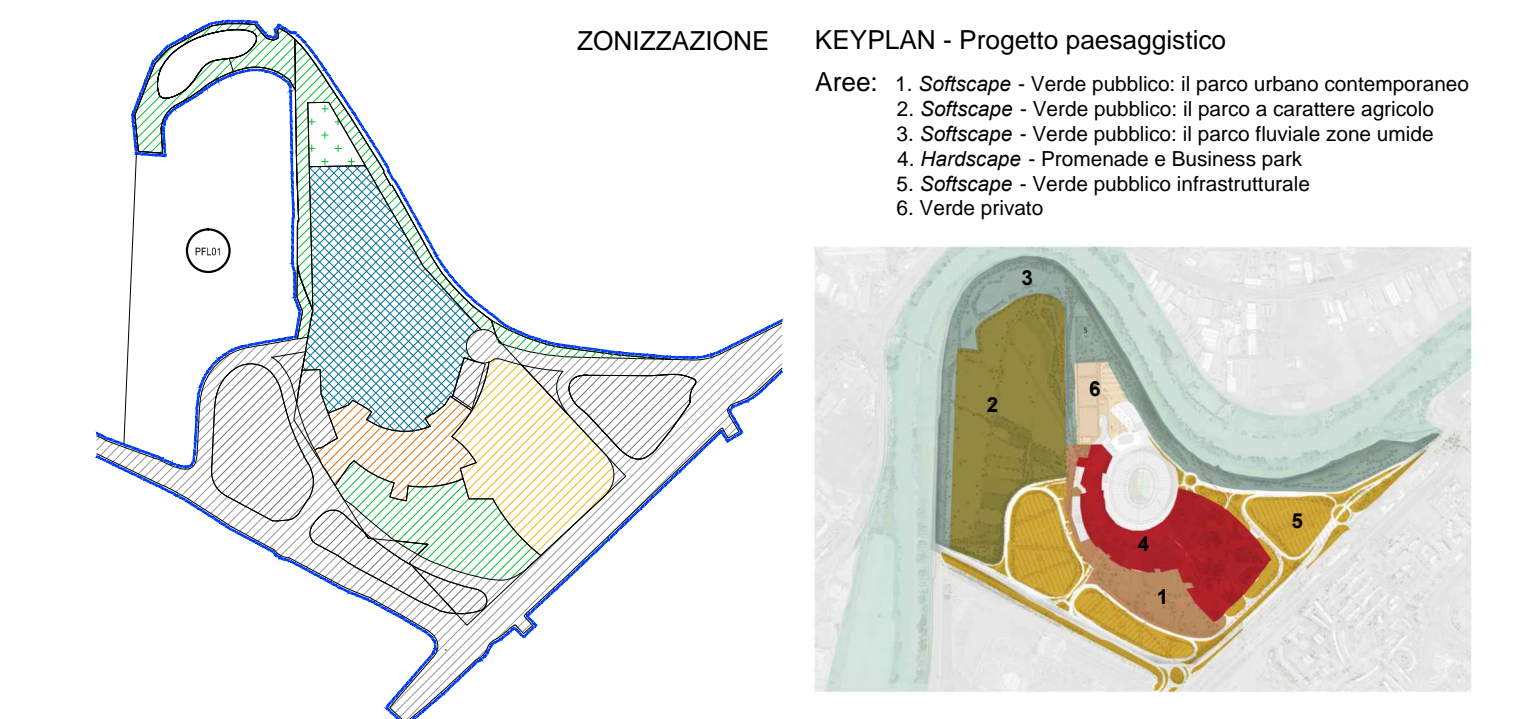 ZONIZZAZIONE
KEYPLAN - Progetto paesaggistico
Aree:
1. Softscape - Verde pubblico: il parco urbano contemporaneo
2. Softscape - Verde pubblico: il parco a carattere agricolo
3. Softscape - Verde pubblico: il parco fluviale zone umide
4. Hardscape - Promenade e Business park
5. Softscape - Verde pubblico infrastrutturale
6. Verde privato
PFL01
3
5
6
2
5
4
1